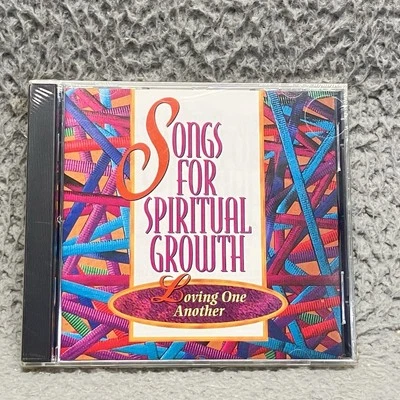 SONGS
FOR
SPIRITUAL
GROWTH
Loving One
Another